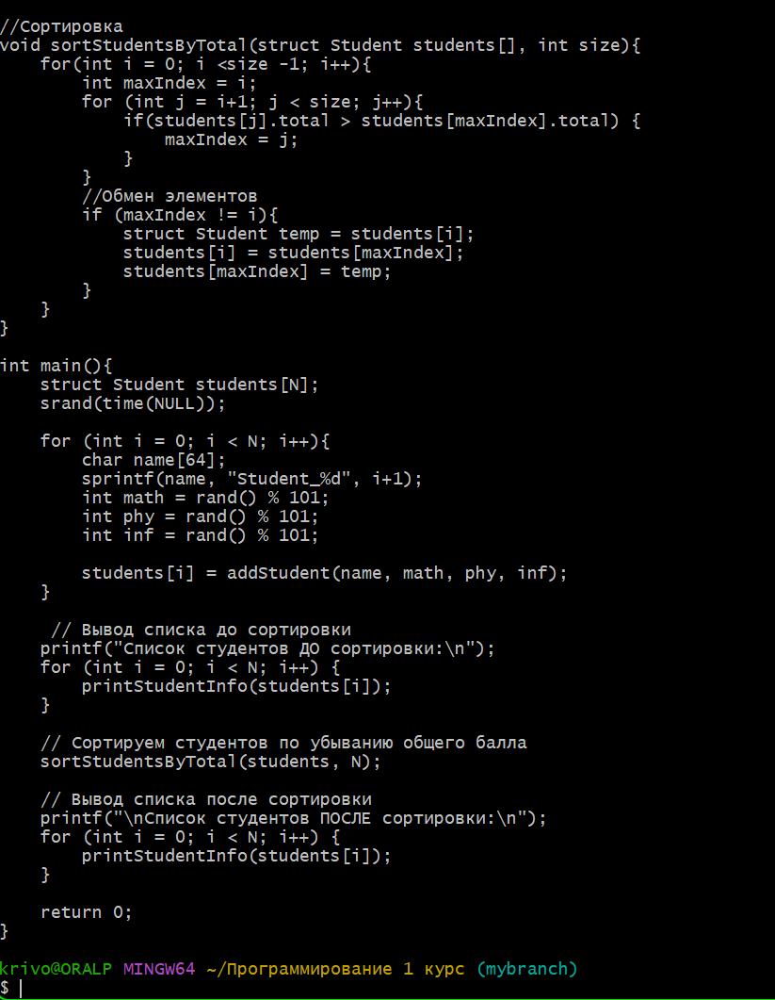 //Сортировка
void sortStudentsByTotal(struct Student students[], int size){
    for(int i = 0; i <size -1; i++){
        int maxIndex = i;
        for (int j = i+1; j < size; j++){
            if(students[j].total > students[maxIndex].total) {
                maxIndex = j;
            }
        }
        //Обмен элементов
        if (maxIndex != i){
            struct Student temp = students[i];
            students[i] = students[maxIndex];
            students[maxIndex] = temp;
        }
    }
}

int main(){
    struct Student students[N];
    srand(time(NULL));

    for (int i = 0; i < N; i++){
        char name[64];
        sprintf(name, "Student_%d", i+1);
        int math = rand() % 101;
        int phy = rand() % 101;
        int inf = rand() % 101;

        students[i] = addStudent(name, math, phy, inf);
    }

     // Вывод списка до сортировки
    printf("Список студентов ДО сортировки:\n");
    for (int i = 0; i < N; i++) {
        printStudentInfo(students[i]);
    }

    // Сортируем студентов по убыванию общего балла
    sortStudentsByTotal(students, N);

    // Вывод списка после сортировки
    printf("\nСписок студентов ПОСЛЕ сортировки:\n");
    for (int i = 0; i < N; i++) {
        printStudentInfo(students[i]);
    }

    return 0;
}

krivo@ORALP MINGW64 ~/Программирование 1 курс (mybranch)
$